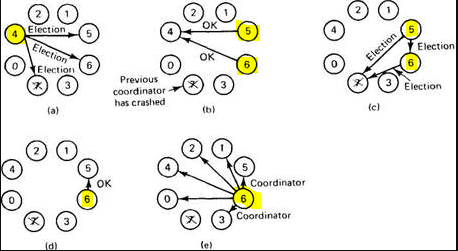 2 1
4 Election 5
Election
0 Election 6
7 3
(a)
2 1
4 OK 5
OK
0 6
Previous
coordinator
has crashed
7 3
(b)
2 1
4 5
Election Election
0 6
7 3 Election
(c)
2 1
4 5
OK
0 6
7 3
(d)
2 1
4 5
Coordinator
0 6
7 3 Coordinator
(e)